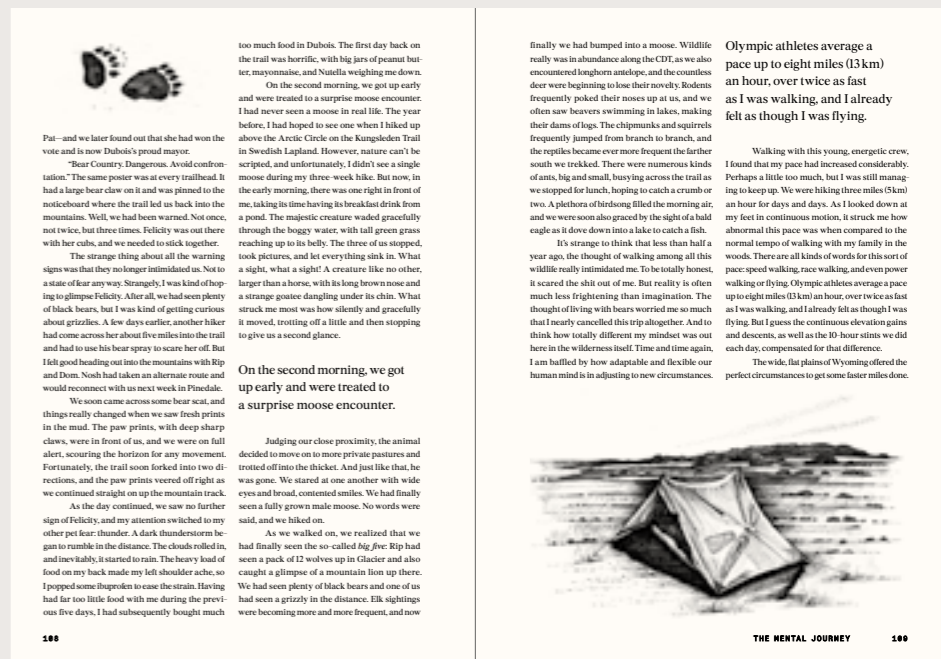 Pat—and we later found out that she had won the
vote and is now Dubois's proud mayor.
"Bear Country. Dangerous. Avoid confron-
tation." The same poster was at every trailhead. It
had a large bear claw on it and was pinned to the
noticeboard where the trail led us back into the
mountains. Well, we had been warned. Not once,
not twice, but three times. Felicity was out there
with her cubs, and we needed to stick together.
The strange thing about all the warning
signs was that they no longer intimidated us. Not to
a state of fear anyway. Strangely, I was kind of hop-
ing to glimpse Felicity. After all, we had seen plenty
of black bears, but I was kind of getting curious
about grizzlies. A few days earlier, another hiker
had come across her about five miles into the trail
and had to use his bear spray to scare her off. But
I felt good heading out into the mountains with Rip
and Dom. Nosh had taken an alternate route and
would reconnect with us next week in Pinedale.
We soon came across some bear scat, and
things really changed when we saw fresh prints
in the mud. The paw prints, with deep sharp
claws, were in front of us, and we were on full
alert, scouring the horizon for any movement.
Fortunately, the trail soon forked into two di-
rections, and the paw prints veered off right as
we continued straight on up the mountain track.
As the day continued, we saw no further
sign of Felicity, and my attention switched to my
other pet fear: thunder. A dark thunderstorm be-
gan to rumble in the distance. The clouds rolled in,
and inevitably, it started to rain. The heavy load of
food on my back made my left shoulder ache, so
I popped some ibuprofen to ease the strain. Having
had far too little food with me during the previ-
ous five days, I had subsequently bought much
too much food in Dubois. The first day back on
the trail was horrific, with big jars of peanut but-
ter, mayonnaise, and Nutella weighing me down.
On the second morning, we got up early
and were treated to a surprise moose encounter.
I had never seen a moose in real life. The year
before, I had hoped to see one when I hiked up
above the Arctic Circle on the Kungsleden Trail
in Swedish Lapland. However, nature can't be
scripted, and unfortunately, I didn't see a single
moose during my three-week hike. But now, in
the early morning, there was one right in front of
me, taking its time having its breakfast drink from
a pond. The majestic creature waded gracefully
through the boggy water, with tall green grass
reaching up to its belly. The three of us stopped,
took pictures, and let everything sink in. What
a sight, what a sight! A creature like no other,
larger than a horse, with its long brown nose and
a strange goatee dangling under its chin. What
struck me most was how silently and gracefully
it moved, trotting off a little and then stopping
to give us a second glance.
On the second morning, we got
up early and were treated to
a surprise moose encounter.
Judging our close proximity, the animal
decided to move on to more private pastures and
trotted off into the thicket. And just like that, he
was gone. We stared at one another with wide
eyes and broad, contented smiles. We had finally
seen a fully grown male moose. No words were
said, and we hiked on.
As we walked on, we realized that we
had finally seen the so-called big five: Rip had
seen a pack of 12 wolves up in Glacier and also
caught a glimpse of a mountain lion up there.
We had seen plenty of black bears and one of us
had seen a grizzly in the distance. Elk sightings
were becoming more and more frequent, and now
108
finally we had bumped into a moose. Wildlife
really was in abundance along the CDT, as we also
encountered longhorn antelope, and the countless
deer were beginning to lose their novelty. Rodents
frequently poked their noses up at us, and we
often saw beavers swimming in lakes, making
their dams of logs. The chipmunks and squirrels
frequently jumped from branch to branch, and
the reptiles became ever more frequent the farther
south we trekked. There were numerous kinds
of ants, big and small, busying across the trail as
we stopped for lunch, hoping to catch a crumb or
two. A plethora of birdsong filled the morning air,
and we were soon also graced by the sight of a bald
eagle as it dove down into a lake to catch a fish.
It's strange to think that less than half a
year ago, the thought of walking among all this
wildlife really intimidated me. To be totally honest,
it scared the shit out of me. But reality is often
much less frightening than imagination. The
thought of living with bears worried me so much
that I nearly cancelled this trip altogether. And to
think how totally different my mindset was out
here in the wilderness itself. Time and time again,
I am baffled by how adaptable and flexible our
human mind is in adjusting to new circumstances.
Olympic athletes average a
pace up to eight miles (13 km)
an hour, over twice as fast
as I was walking, and I already
felt as though I was flying.
Walking with this young, energetic crew,
I found that my pace had increased considerably.
Perhaps a little too much, but I was still manag-
ing to keep up. We were hiking three miles (5 km)
an hour for days and days. As I looked down at
my feet in continuous motion, it struck me how
abnormal this pace was when compared to the
normal tempo of walking with my family in the
woods. There are all kinds of words for this sort of
pace: speed walking, race walking, and even power
walking or flying. Olympic athletes average a pace
up to eight miles (13 km) an hour, over twice as fast
as I was walking, and I already felt as though I was
flying. But I guess the continuous elevation gains
and descents, as well as the 10-hour stints we did
each day, compensated for that difference.
The wide, flat plains of Wyoming offered the
perfect circumstances to get some faster miles done.
THE MENTAL JOURNEY
109